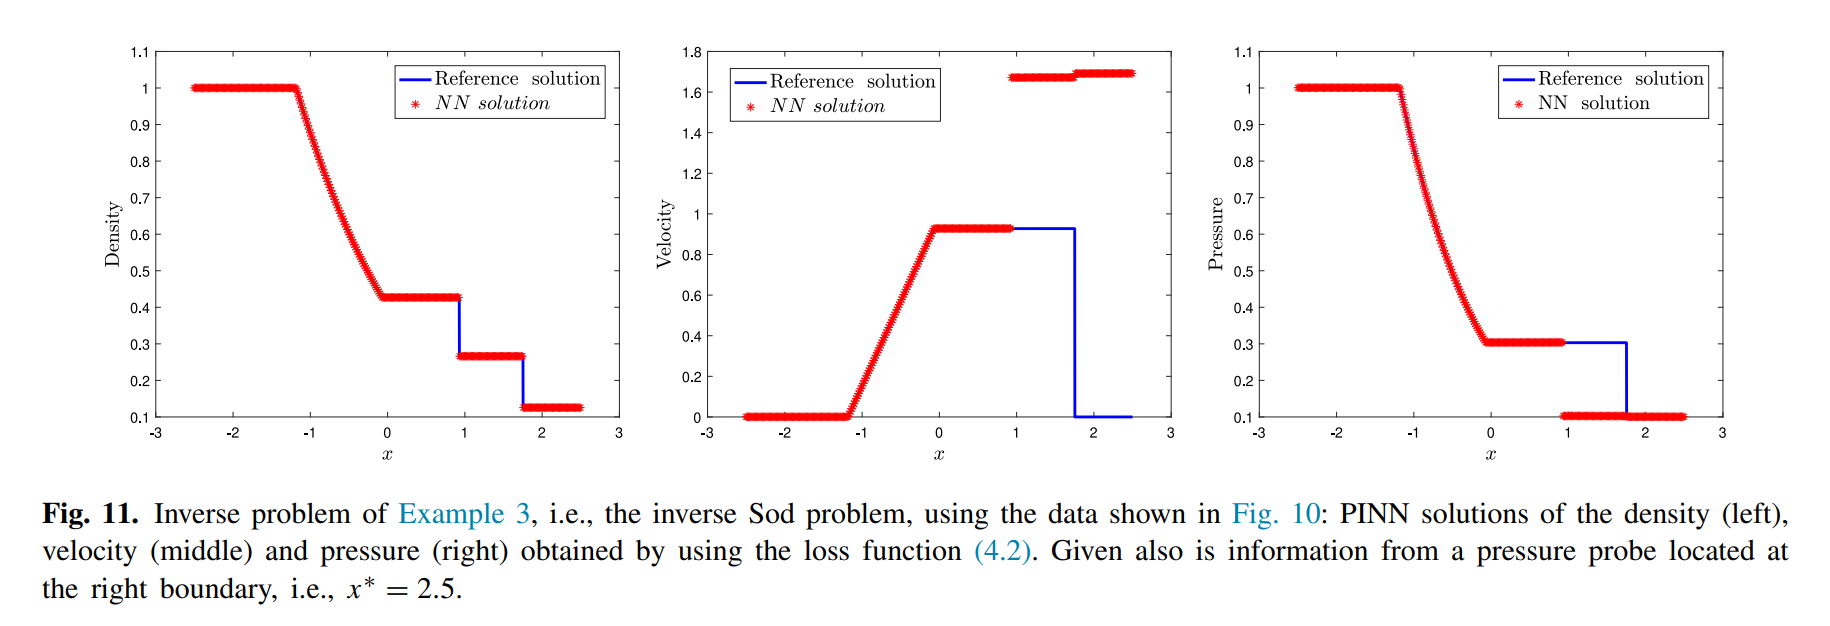 1.1
1
0.9
0.8
0.7
0.6
0.5
0.4
0.3
0.2
0.1
-3 -2 -1 0 1 2 3
Density
x
Reference solution
NN solution
1.8
1.6
1.4
1.2
1
0.8
0.6
0.4
0.2
0
-3 -2 -1 0 1 2 3
Velocity
x
Reference solution
NN solution
1.1
1
0.9
0.8
0.7
0.6
0.5
0.4
0.3
0.2
0.1
-3 -2 -1 0 1 2 3
Pressure
x
Reference solution
NN solution
Fig. 11. Inverse problem of Example 3, i.e., the inverse Sod problem, using the data shown in Fig. 10: PINN solutions of the density (left),
velocity (middle) and pressure (right) obtained by using the loss function (4.2). Given also is information from a pressure probe located at
the right boundary, i.e., x* = 2.5.